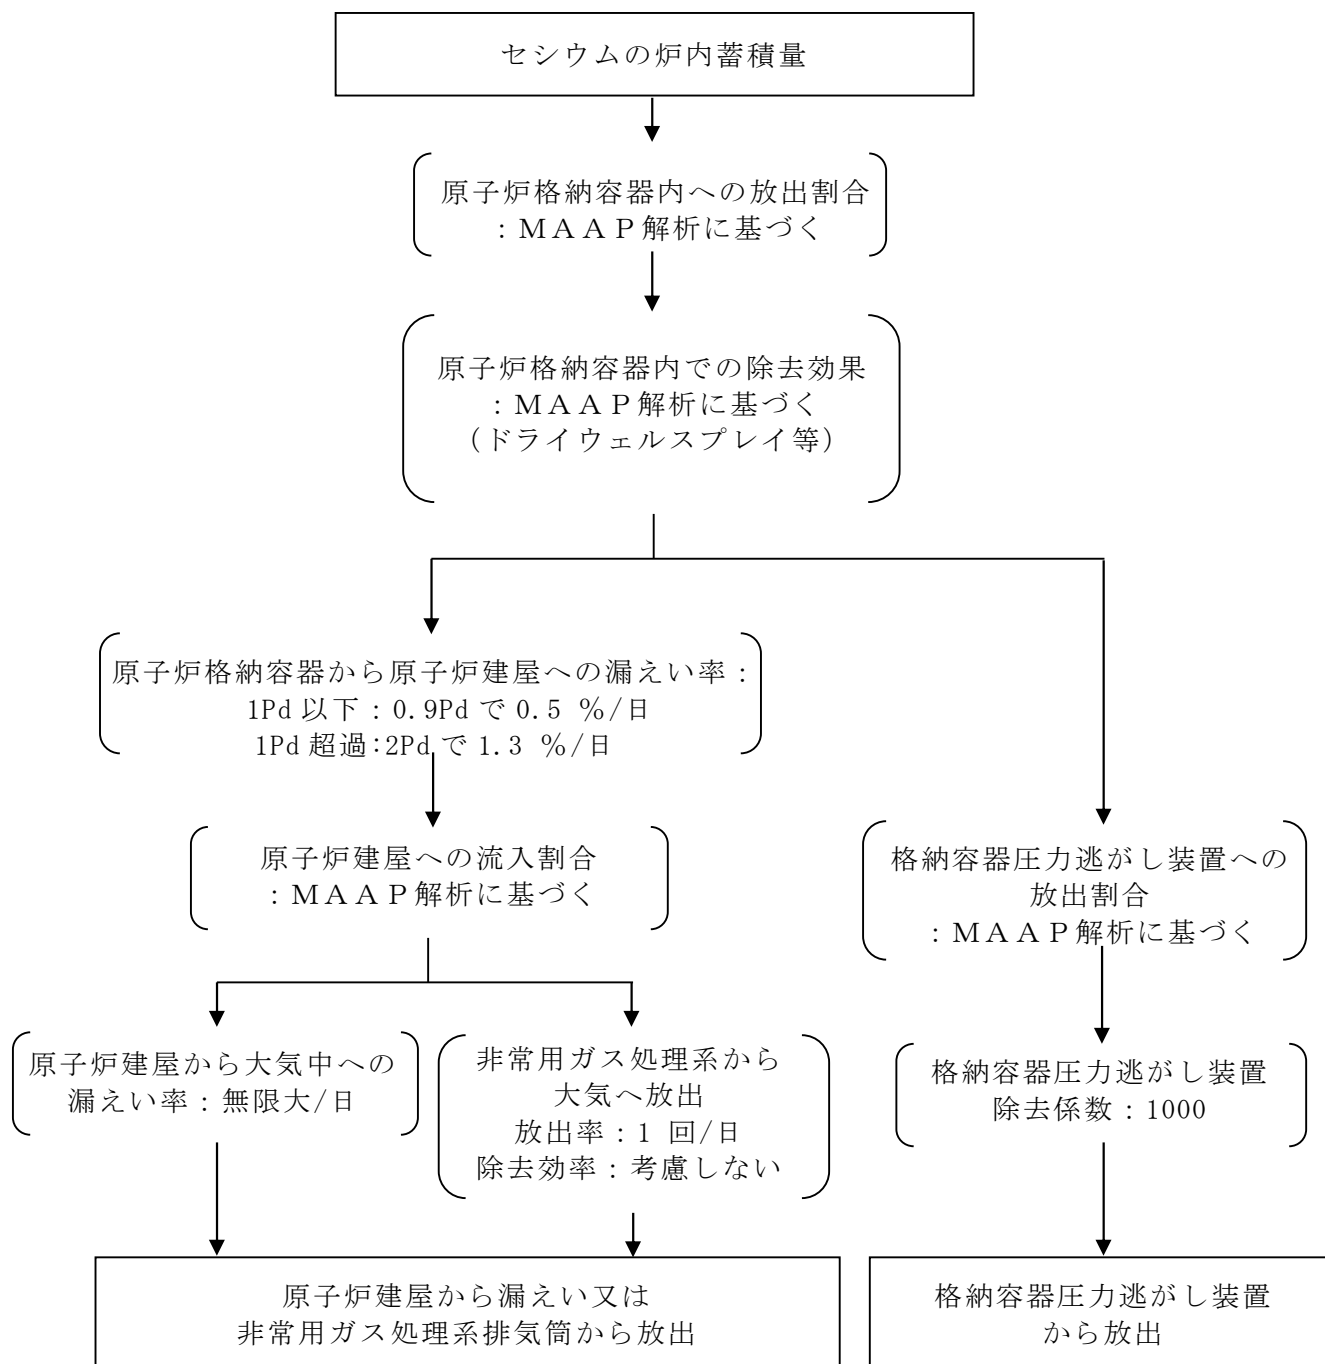 セシウムの炉内蓄積量
原子炉格納容器内への放出割合
：ＭＡＡＰ解析に基づく
原子炉格納容器内での除去効果
：ＭＡＡＰ解析に基づく
（ドライウェルスプレイ等）
原子炉格納容器から原子炉建屋への漏えい率：
1Pd 以下：0.9Pd で 0.5 %/日
1Pd 超過：2Pd で 1.3 %/日
原子炉建屋への流入割合
：ＭＡＡＰ解析に基づく
格納容器圧力逃がし装置への
放出割合
：ＭＡＡＰ解析に基づく
原子炉建屋から大気中への
漏えい率：無限大/日
非常用ガス処理系から
大気へ放出
放出率：1 回/日
除去効率：考慮しない
格納容器圧力逃がし装置
除去係数：1000
原子炉建屋から漏えい又は
非常用ガス処理系排気筒から放出
格納容器圧力逃がし装置
から放出